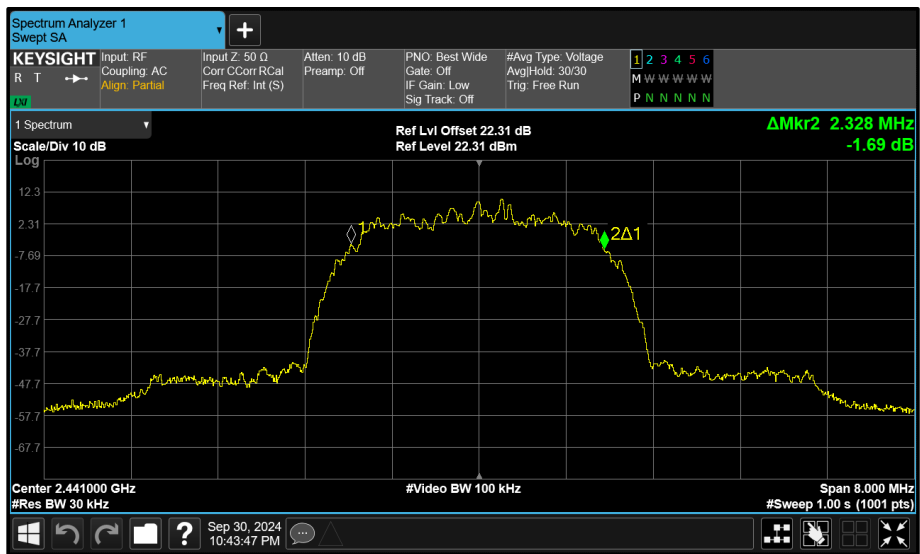 Spectrum Analyzer 1
Swept SA
+
KEYSIGHT
R T
LXI
Input: RF
Coupling: AC
Align: Partial
Input Z: 50 Ω
Corr CCorr RCal
Freq Ref: Int (S)
Atten: 10 dB
Preamp: Off
PNO: Best Wide
Gate: Off
IF Gain: Low
Sig Track: Off
#Avg Type: Voltage
Avg|Hold: 30/30
Trig: Free Run
1 2 3 4 5 6
M W W W W W
P N N N N N
1 Spectrum
Scale/Div 10 dB
Log
Ref Lvl Offset 22.31 dB
Ref Level 22.31 dBm
ΔMkr2 2.328 MHz
-1.69 dB
12.3
2.31
-7.69
-17.7
-27.7
-37.7
-47.7
-57.7
-67.7
1
2Δ1
Center 2.441000 GHz
#Res BW 30 kHz
#Video BW 100 kHz
Span 8.000 MHz
#Sweep 1.00 s (1001 pts)
?
Sep 30, 2024
10:43:47 PM